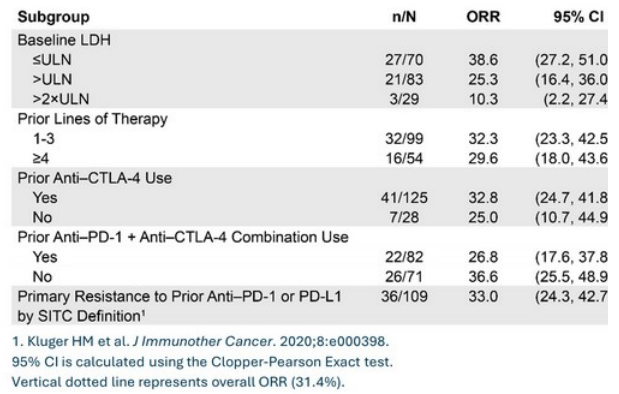 Subgroup n/N ORR 95% CI
Baseline LDH
≤ULN 27/70 38.6 (27.2, 51.0
>ULN 21/83 25.3 (16.4, 36.0
>2×ULN 3/29 10.3 (2.2, 27.4
Prior Lines of Therapy
1-3 32/99 32.3 (23.3, 42.5
≥4 16/54 29.6 (18.0, 43.6
Prior Anti–CTLA-4 Use
Yes 41/125 32.8 (24.7, 41.8
No 7/28 25.0 (10.7, 44.9
Prior Anti–PD-1 + Anti–CTLA-4 Combination Use
Yes 22/82 26.8 (17.6, 37.8
No 26/71 36.6 (25.5, 48.9
Primary Resistance to Prior Anti–PD-1 or PD-L1 36/109 33.0 (24.3, 42.7
by SITC Definition¹
1. Kluger HM et al. J Immunother Cancer. 2020;8:e000398.
95% CI is calculated using the Clopper-Pearson Exact test.
Vertical dotted line represents overall ORR (31.4%).